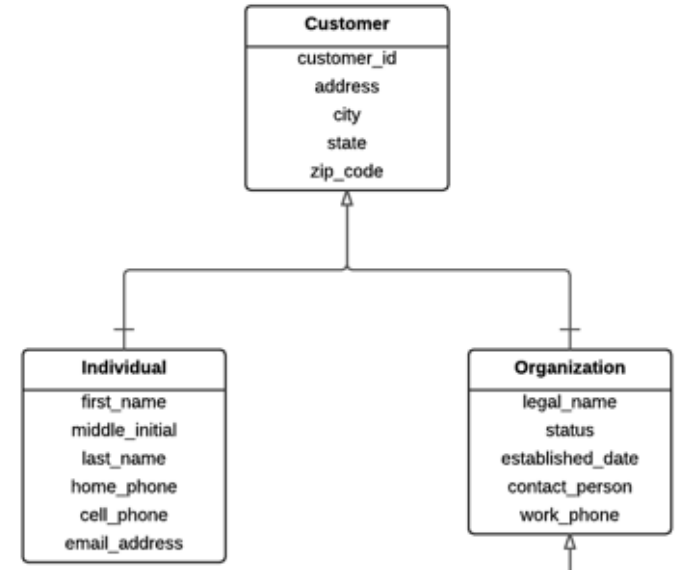 Customer
customer_id
address
city
state
zip_code
Individual
first_name
middle_initial
last_name
home_phone
cell_phone
email_address
Organization
legal_name
status
established_date
contact_person
work_phone